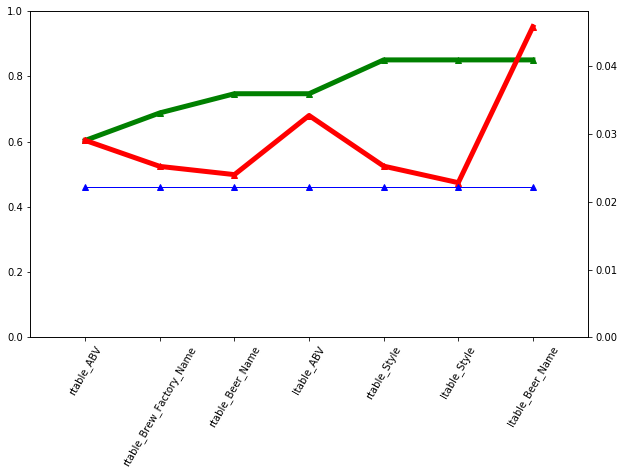 1.0
0.8
0.6
0.4
0.2
0.0
0.04
0.03
0.02
0.01
0.00
rtable_ABV
rtable_Brew_Factory_Name
rtable_Beer_Name
ltable_ABV
rtable_Style
ltable_Style
ltable_Beer_Name